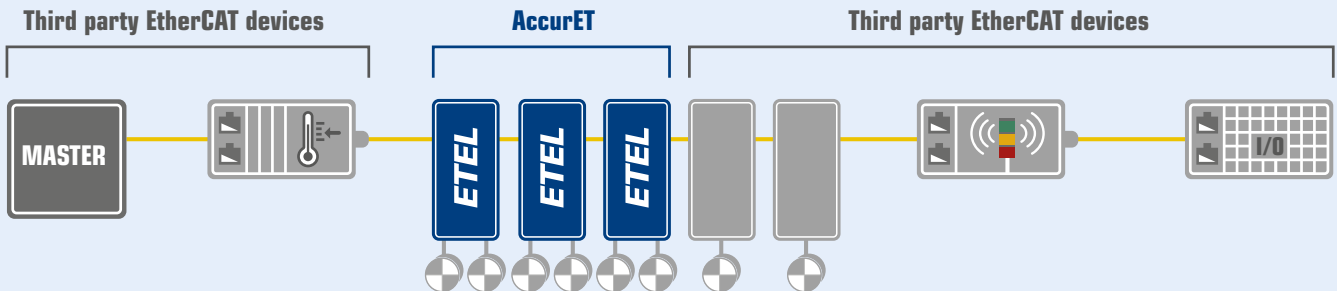 Third party EtherCAT devices
AccurET
Third party EtherCAT devices
MASTER
ETEL
ETEL
ETEL
I/O